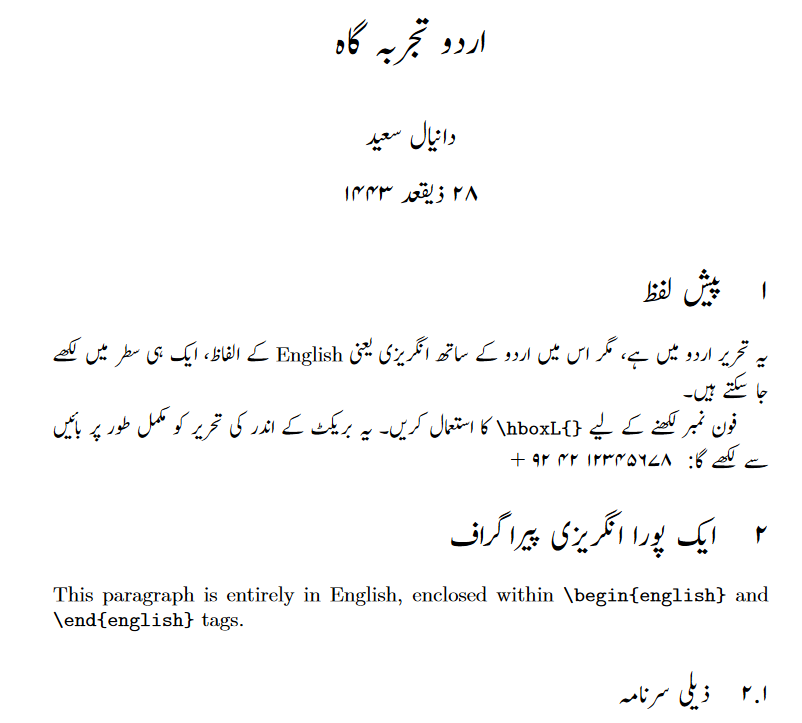 اردو تجربہ گاہ
دانیال سعید
۲۸ ذیقعد ۱۴۴۳
۱ پیش لفظ
یہ تحریر اردو میں ہے، مگر اس میں اردو کے ساتھ انگریزی یعنی English کے الفاظ، ایک ہی سطر میں لکھے
جا سکتے ہیں۔
فون نمبر لکھنے کے لیے \hboxL{} کا استعمال کریں۔ یہ بریکٹ کے اندر کی تحریر کو مکمل طور پر بائیں
سے لکھے گا: + ۹۲ ۴۲ ۱۲۳۴۵۶۷۸
۲ ایک پورا انگریزی پیراگراف
This paragraph is entirely in English, enclosed within \begin{english} and
\end{english} tags.
۲.۱ ذیلی سرنامہ